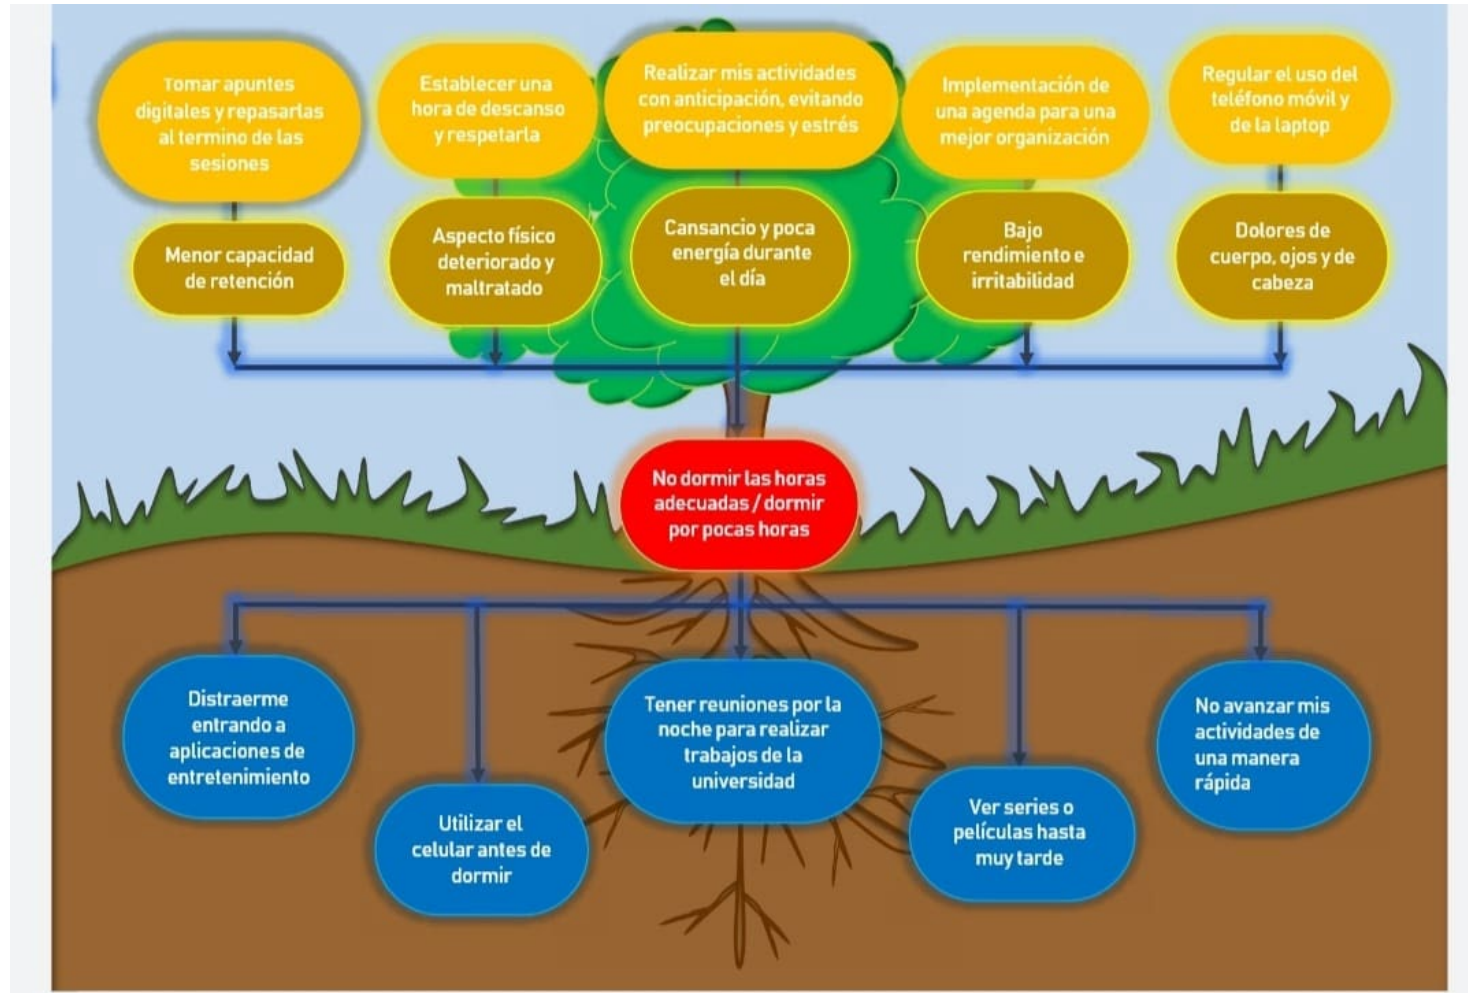 Tomar apuntes
digitales y repasarlas
al termino de las
sesiones
Establecer una
hora de descanso
y respetarla
Realizar mis actividades
con anticipación, evitando
preocupaciones y estrés
Implementación de
una agenda para una
mejor organización
Regular el uso del
teléfono móvil y
de la laptop
Menor capacidad
de retención
Aspecto físico
deteriorado y
maltratado
Cansancio y poca
energía durante
el día
Bajo
rendimiento e
irritabilidad
Dolores de
cuerpo, ojos y de
cabeza
No dormir las horas
adecuadas / dormir
por pocas horas
Distraerme
entrando a
aplicaciones de
entretenimiento
Utilizar el
celular antes de
dormir
Tener reuniones por la
noche para realizar
trabajos de la
universidad
Ver series o
películas hasta
muy tarde
No avanzar mis
actividades de
una manera
rápida